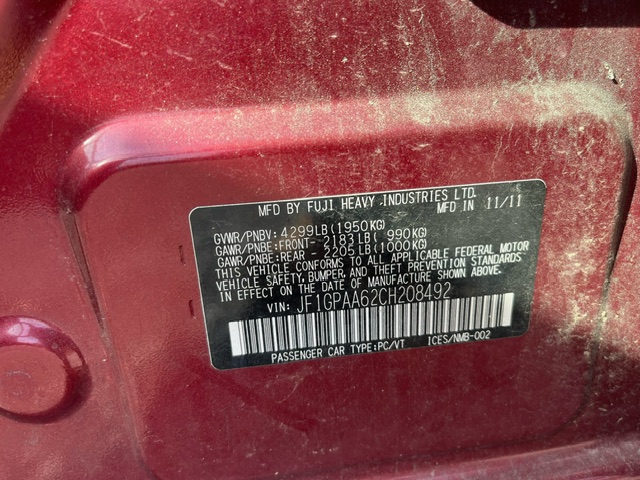 MFD BY FUJI HEAVY INDUSTRIES LTD.
MFD IN 11/11
GVWR/PNBV: 4299LB(1950KG)
GAWR/PNBE:FRONT- 2183LB( 990KG)
GAWR/PNBE:REAR - 2205LB(1000KG)
THIS VEHICLE CONFORMS TO ALL APPLICABLE FEDERAL MOTOR
VEHICLE SAFETY,BUMPER, AND THEFT PREVENTION STANDARDS
IN EFFECT ON THE DATE OF MANUFACTURE SHOWN ABOVE.
VIN: JF1GPAA62CH208492
PASSENGER CAR TYPE:PC/VT ICES/NMB-002